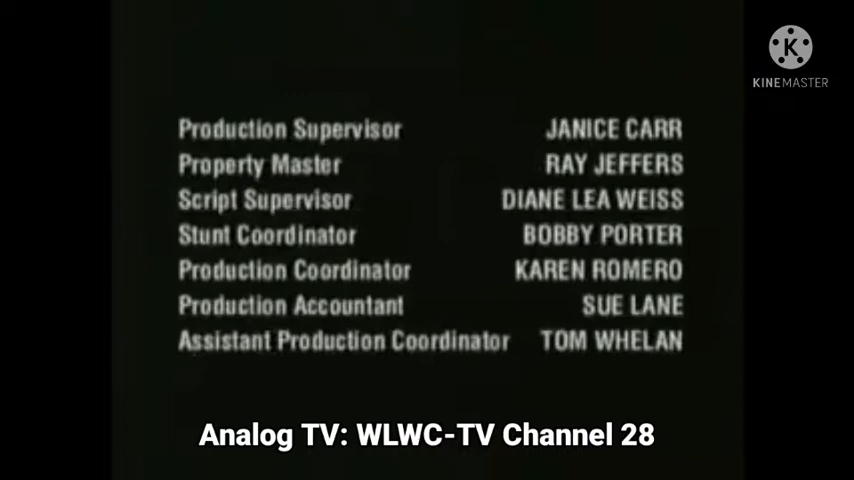 K
KINEMASTER
Production Supervisor JANICE CARR
Property Master RAY JEFFERS
Script Supervisor DIANE LEA WEISS
Stunt Coordinator BOBBY PORTER
Production Coordinator KAREN ROMERO
Production Accountant SUE LANE
Assistant Production Coordinator TOM WHELAN
Analog TV: WLWC-TV Channel 28